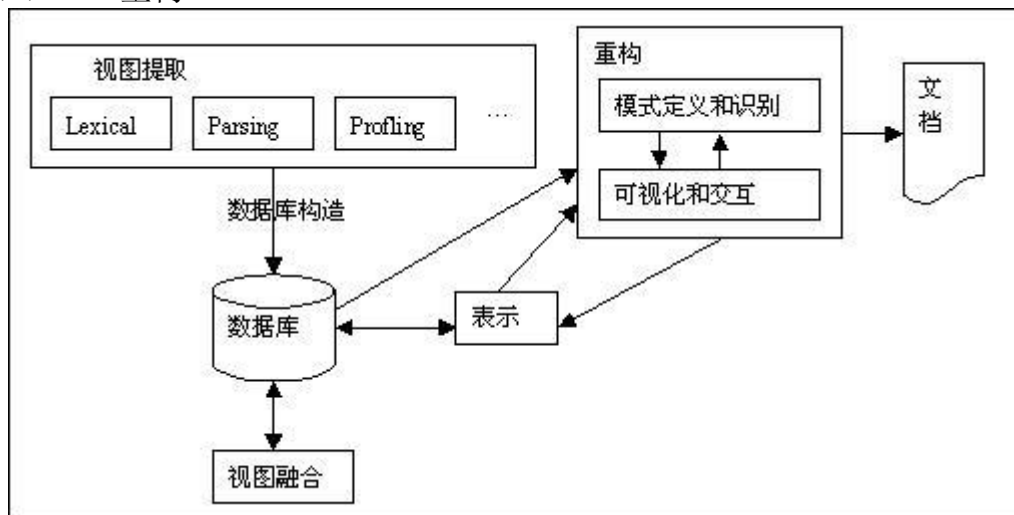 视图提取
Lexical
Parsing
Profling
...
重构
模式定义和识别
可视化和交互
文
档
数据库构造
数据库
表示
视图融合